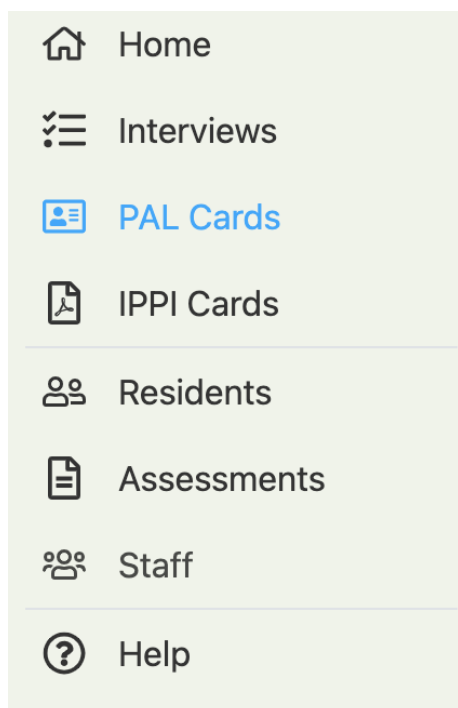 Home
Interviews
PAL Cards
IPPI Cards
Residents
Assessments
Staff
Help